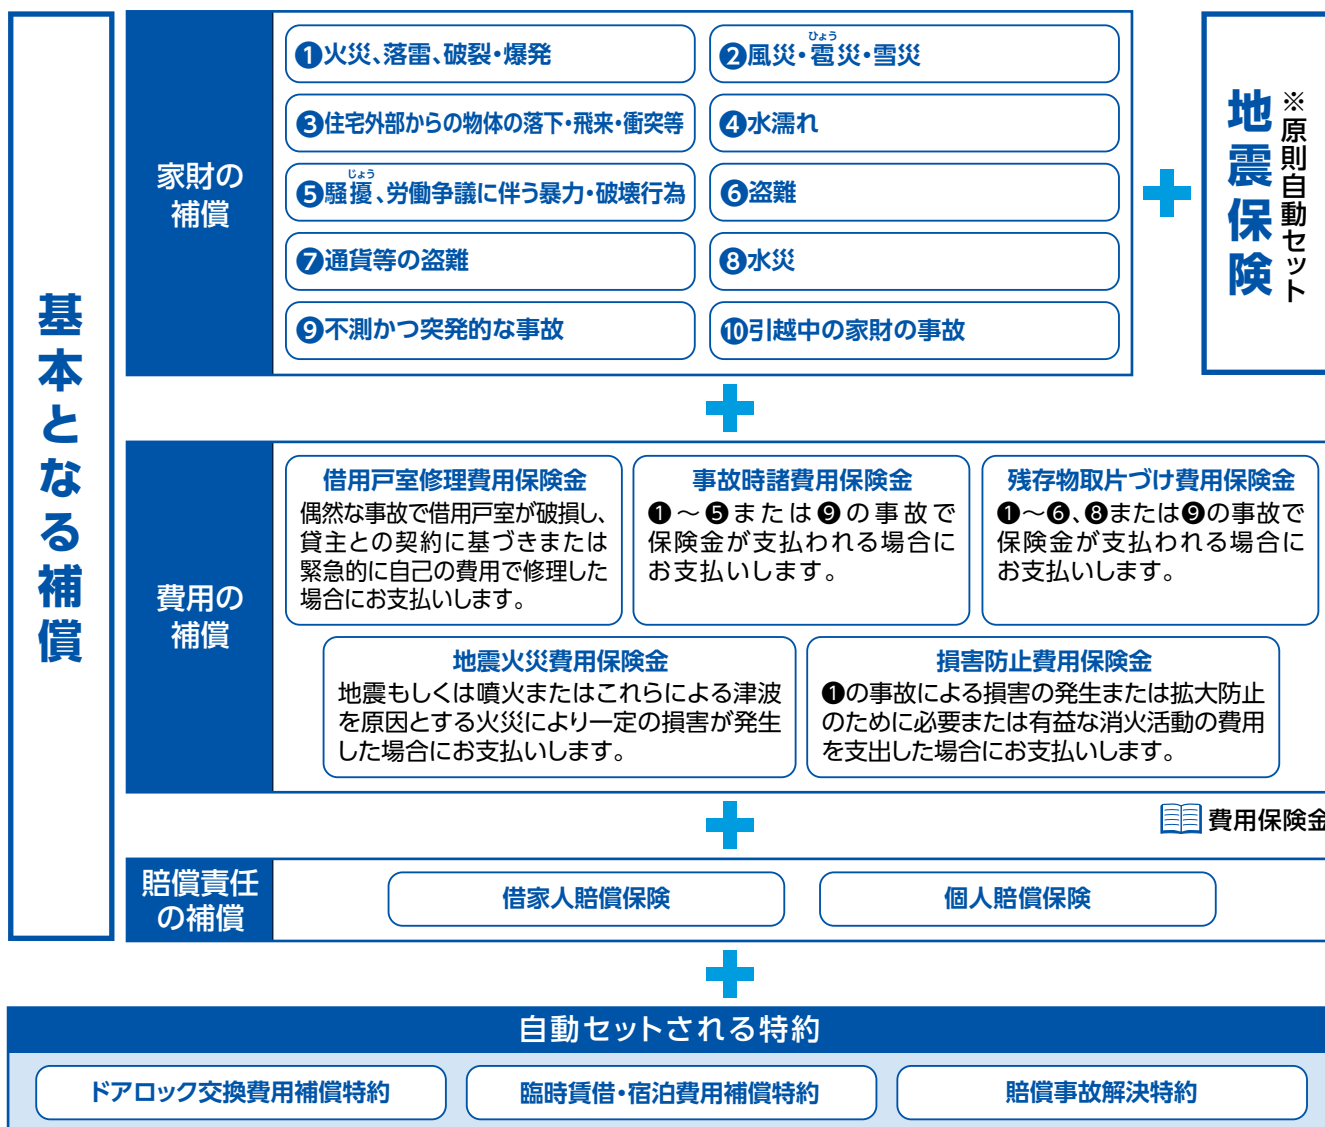 基本となる補償
家財の
補償
❶火災、落雷、破裂・爆発
ひょう
❷風災・雹災・雪災
❸住宅外部からの物体の落下・飛来・衝突等
❹水濡れ
じょう
❺騒擾、労働争議に伴う暴力・破壊行為
❻盗難
❼通貨等の盗難
❽水災
❾不測かつ突発的な事故
❿引越中の家財の事故
地震保険
※原則自動セット
費用の
補償
借用戸室修理費用保険金
偶然な事故で借用戸室が破損し、
貸主との契約に基づきまたは
緊急的に自己の費用で修理した
場合にお支払いします。
事故時諸費用保険金
❶～❺または❾の事故で
保険金が支払われる場合に
お支払いします。
残存物取片づけ費用保険金
❶～❻、❽または❾の事故で
保険金が支払われる場合に
お支払いします。
地震火災費用保険金
地震もしくは噴火またはこれらによる津波
を原因とする火災により一定の損害が発生
した場合にお支払いします。
損害防止費用保険金
❶の事故による損害の発生または拡大防止
のために必要または有益な消火活動の費用
を支出した場合にお支払いします。
費用保険金
賠償責任
の補償
借家人賠償保険
個人賠償保険
自動セットされる特約
ドアロック交換費用補償特約
臨時賃借・宿泊費用補償特約
賠償事故解決特約